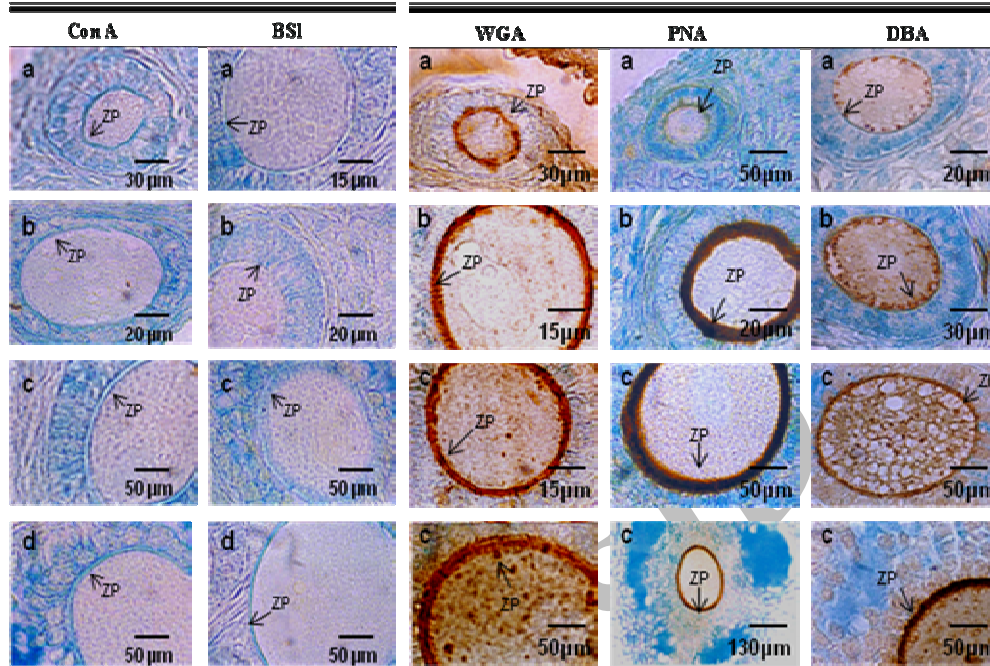 Con A BSI WGA PNA DBA
a ZP 30 µm
a ZP 15 µm
a ZP 30µm
a ZP 50 µm
a ZP 20µm
b ZP 20 µm
b ZP 20 µm
b ZP 15µm
b ZP 20µm
b ZP 30µm
c ZP 50 µm
c ZP 50 µm
c ZP 15µm
c ZP 50µm
c 50µm
d ZP 50 µm
d ZP 50 µm
c ZP 50µm
c ZP 130µm
c ZP 50µm